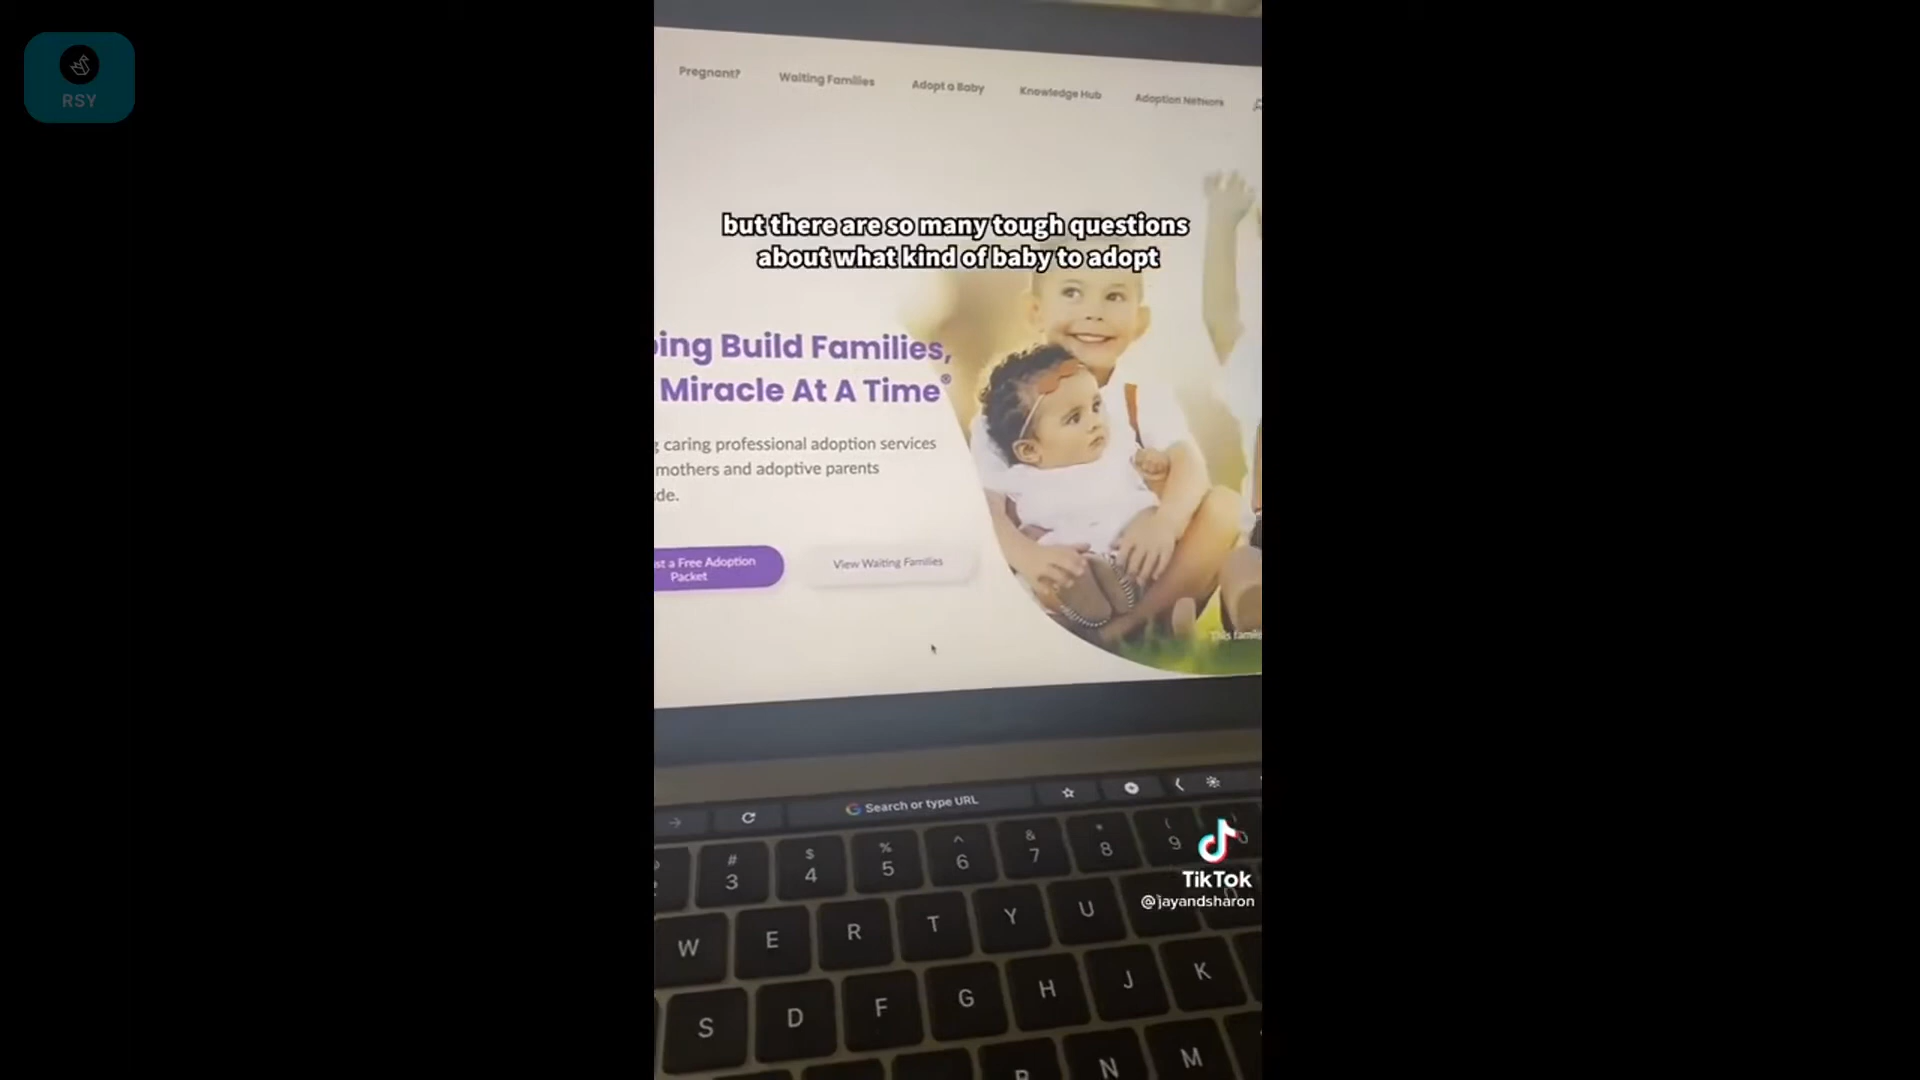 RSY
Pregnant?
Waiting Families
Adopt a Baby
Knowledge Hub
Adoption Network
but there are so many tough questions
about what kind of baby to adopt
ing Build Families,
Miracle At A Time®
caring professional adoption services
mothers and adoptive parents
de.
st a Free Adoption
Packet
View Waiting Families
This
Search or type URL
# $ % ^ & * (
3 4 5 6 7 8 9
TikTok
@jayandsharon
W E R T Y U
S D F G H J K
N M